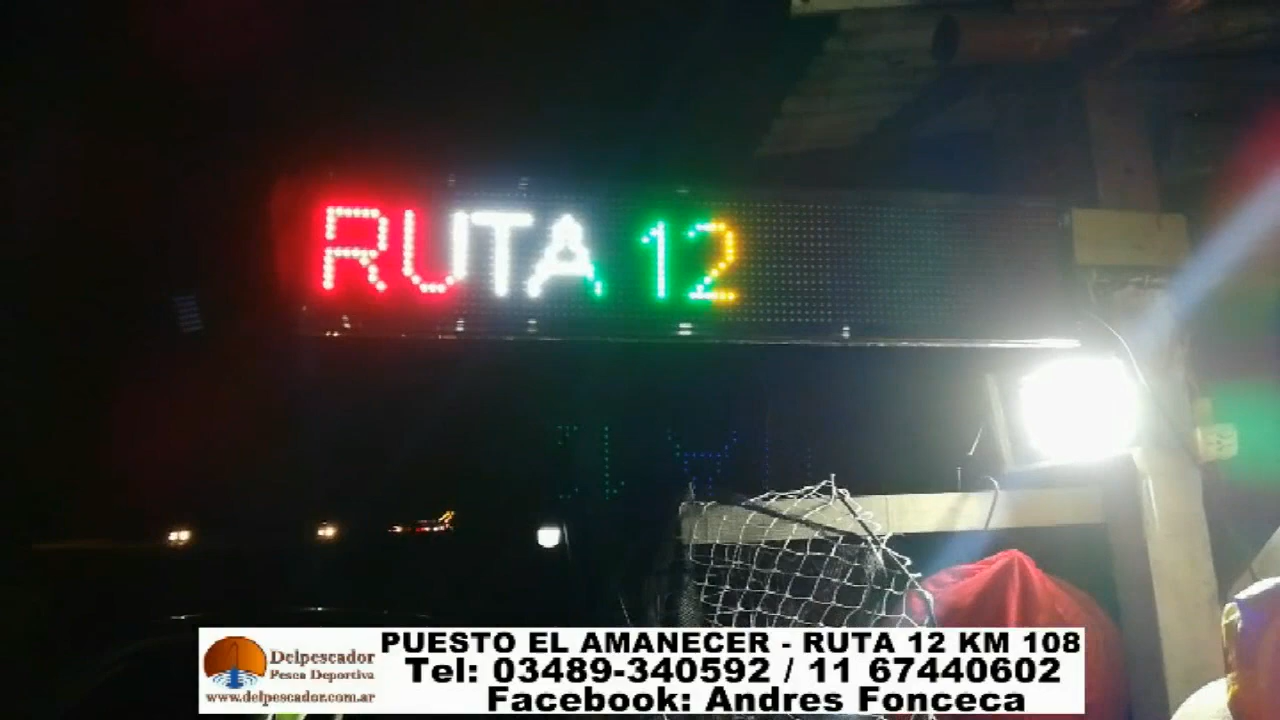 RUTA 12
PUESTO EL AMANECER - RUTA 12 KM 108
Tel: 03489-340592 / 11 67440602
Facebook: Andres Fonceca
Delpescador
Pesca Deportiva
www.delpescador.com.ar